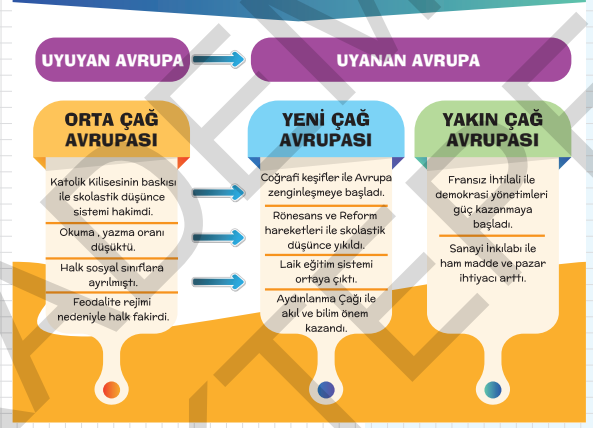 UYUYAN AVRUPA
UYANAN AVRUPA
ORTA ÇAĞ
AVRUPASI
Katolik Kilisesinin baskısı
ile skolastik düşünce
sistemi hakimdi.
Okuma , yazma oranı
düşüktü.
Halk sosyal sınıflara
ayrılmıştı.
Feodalite rejimi
nedeniyle halk fakirdi.
YENİ ÇAĞ
AVRUPASI
Coğrafi keşifler ile Avrupa
zenginleşmeye başladı.
Rönesans ve Reform
hareketleri ile skolastik
düşünce yıkıldı.
Laik eğitim sistemi
ortaya çıktı.
Aydınlanma Çağı ile
akıl ve bilim önem
kazandı.
YAKIN ÇAĞ
AVRUPASI
Fransız İhtilali ile
demokrasi yönetimleri
güç kazanmaya
başladı.
Sanayi İnkılabı ile
ham madde ve pazar
ihtiyacı arttı.